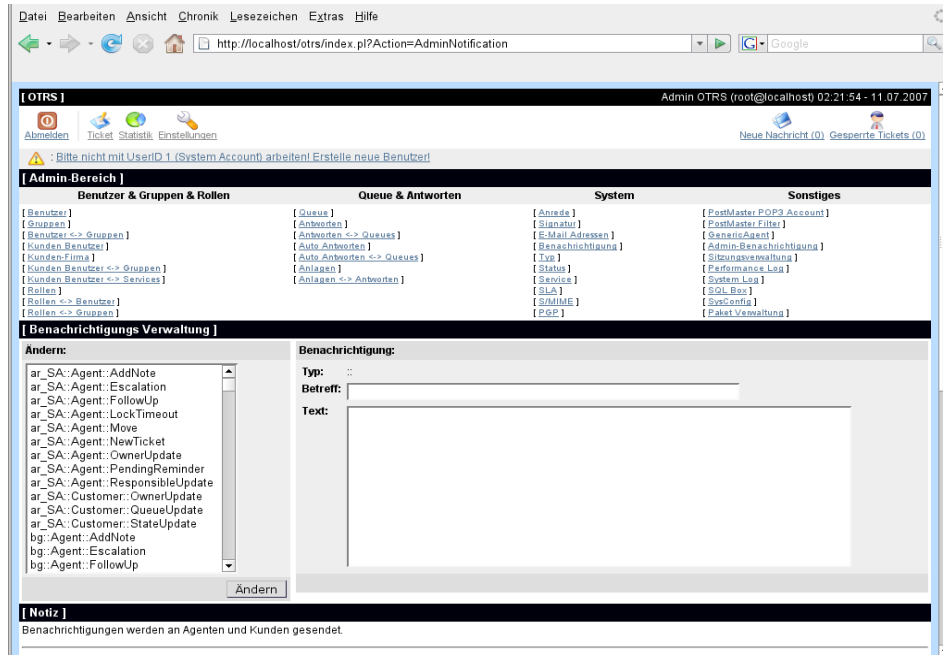 Datei Bearbeiten Ansicht Chronik Lesezeichen Extras Hilfe
http://localhost/otrs/index.pl?Action=AdminNotification
G Google
[ OTRS ]
Admin OTRS (root@localhost) 02:21:54 - 11.07.2007
Abmelden Ticket Statistik Einstellungen
Neue Nachricht (0) Gesperrte Tickets (0)
: Bitte nicht mit UserID 1 (System Account) arbeiten! Erstelle neue Benutzer!
[ Admin-Bereich ]
Benutzer & Gruppen & Rollen Queue & Antworten System Sonstiges
[ Benutzer ] [ Queue ] [ Anrede ] [ PostMaster POP3 Account ]
[ Gruppen ] [ Antworten ] [ Signatur ] [ PostMaster Filter ]
[ Benutzer <-> Gruppen ] [ Antworten <-> Queues ] [ E-Mail Adressen ] [ GenericAgent ]
[ Kunden Benutzer ] [ Auto Antworten ] [ Benachrichtigung ] [ Admin-Benachrichtigung ]
[ Kunden-Firma ] [ Auto Antworten <-> Queues ] [ Typ ] [ Sitzungsverwaltung ]
[ Kunden Benutzer <-> Gruppen ] [ Anlagen ] [ Status ] [ Performance Log ]
[ Kunden Benutzer <-> Services ] [ Anlagen <-> Antworten ] [ Service ] [ System Log ]
[ Rollen ] [ SLA ] [ SQL Box ]
[ Rollen <-> Benutzer ] [ S/MIME ] [ SysConfig ]
[ Rollen <-> Gruppen ] [ PGP ] [ Paket Verwaltung ]
[ Benachrichtigungs Verwaltung ]
Ändern:
ar_SA::Agent::AddNote
ar_SA::Agent::Escalation
ar_SA::Agent::FollowUp
ar_SA::Agent::LockTimeout
ar_SA::Agent::Move
ar_SA::Agent::NewTicket
ar_SA::Agent::OwnerUpdate
ar_SA::Agent::PendingReminder
ar_SA::Agent::ResponsibleUpdate
ar_SA::Customer::OwnerUpdate
ar_SA::Customer::QueueUpdate
ar_SA::Customer::StateUpdate
bg::Agent::AddNote
bg::Agent::Escalation
bg::Agent::FollowUp
Ändern
Benachrichtigung:
Typ: ::
Betreff:
Text:
[ Notiz ]
Benachrichtigungen werden an Agenten und Kunden gesendet.